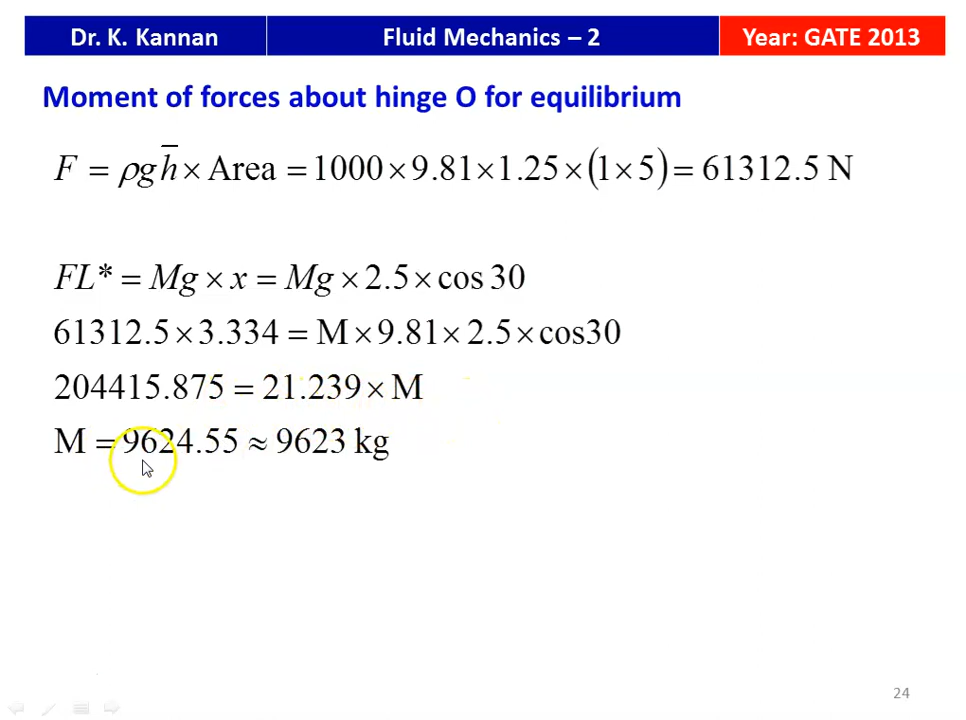 Dr. K. Kannan Fluid Mechanics – 2 Year: GATE 2013
Moment of forces about hinge O for equilibrium
F = ρg h̅ × Area = 1000 × 9.81 × 1.25 × (1 × 5) = 61312.5 N
FL* = Mg × x = Mg × 2.5 × cos 30
61312.5 × 3.334 = M × 9.81 × 2.5 × cos30
204415.875 = 21.239 × M
M = 9624.55 ≈ 9623 kg
24